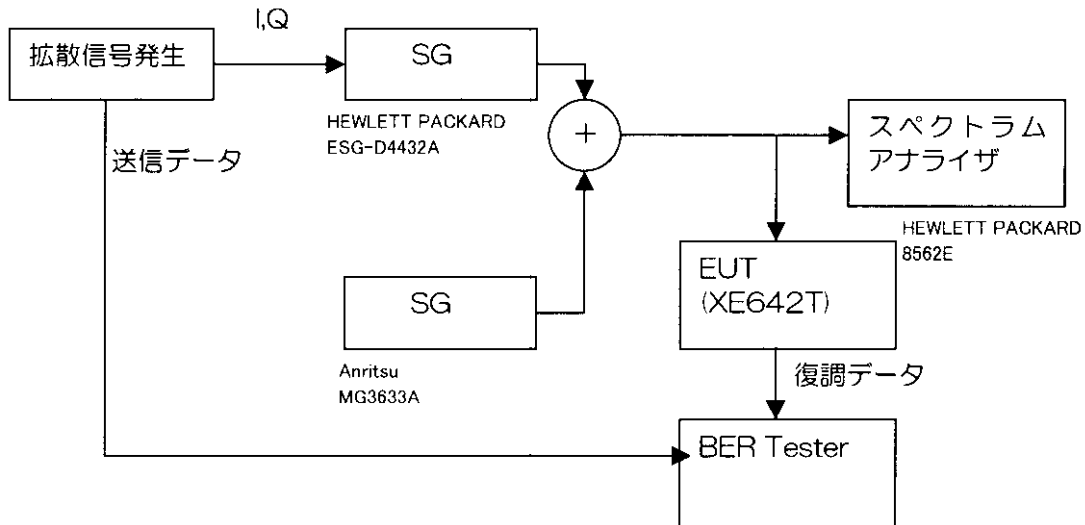 I,Q
拡散信号発生
SG
HEWLETT PACKARD
ESG-D4432A
+
スペクトラム
アナライザ
送信データ
HEWLETT PACKARD
8562E
EUT
(XE642T)
SG
Anritsu
MG3633A
復調データ
BER Tester